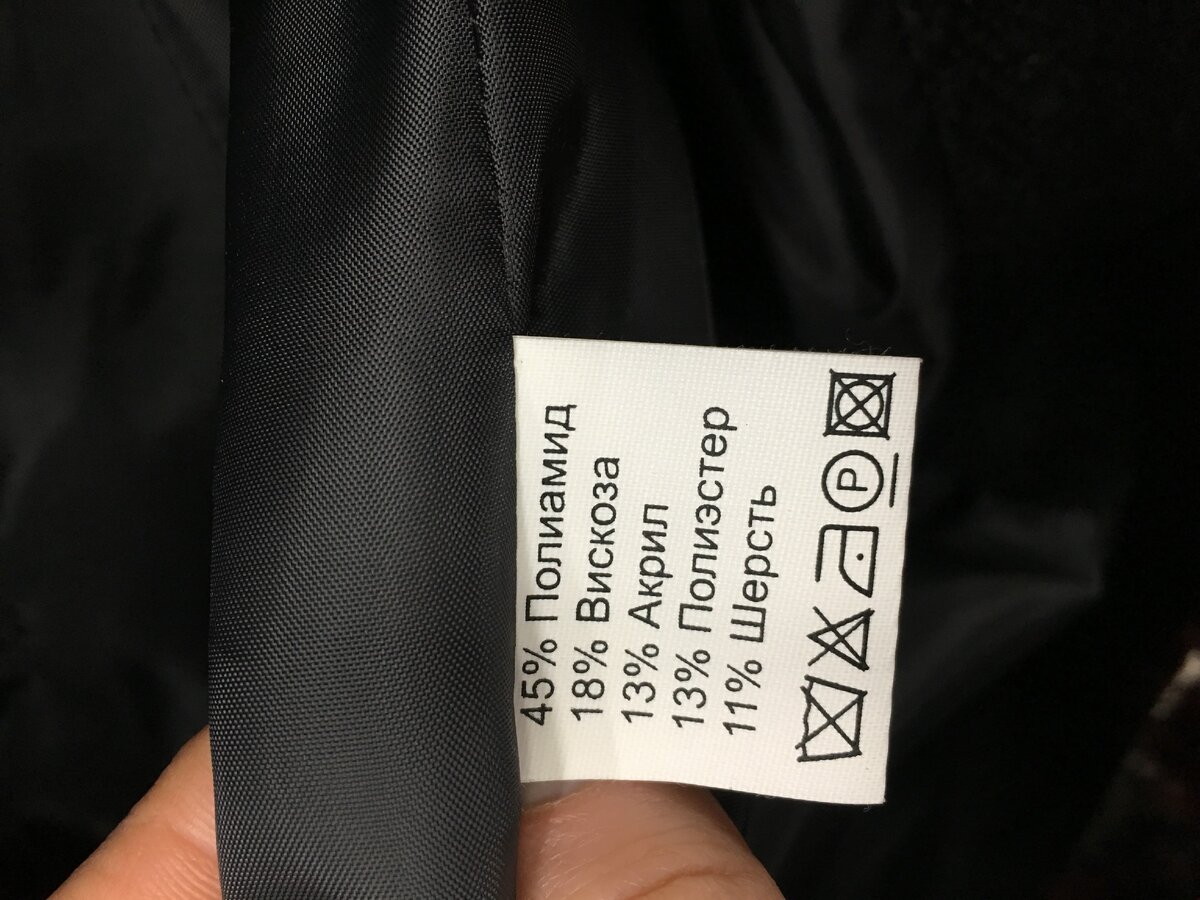 45% Полиамид
18% Вискоза
13% Акрил
13% Полиэстер
11% Шерсть
P